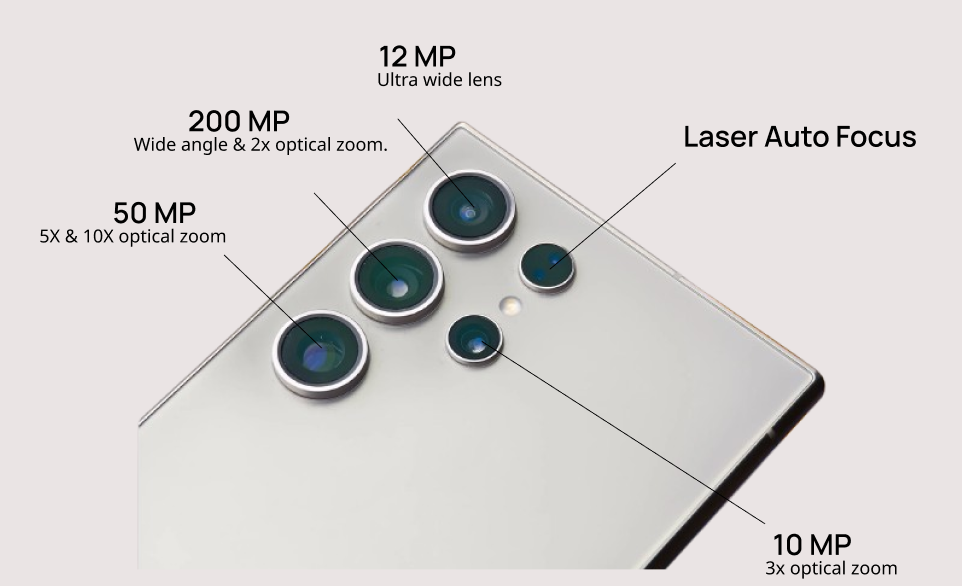 12 MP
Ultra wide lens
200 MP
Wide angle & 2x optical zoom.
Laser Auto Focus
50 MP
5X & 10X optical zoom
10 MP
3x optical zoom